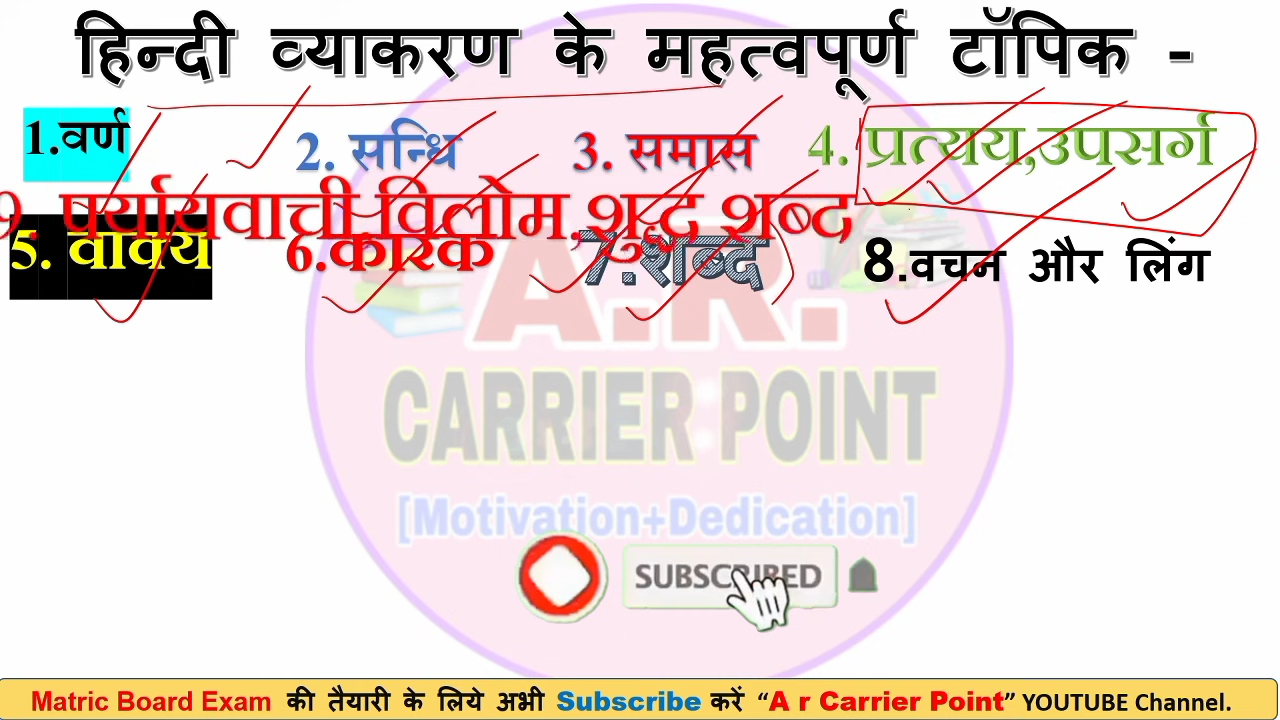 हिन्दी व्याकरण के महत्वपूर्ण टॉपिक -
1.वर्ण 2. सन्धि 3. समास 4. प्रत्यय,उपसर्ग
9. पर्यायवाची,विलोम,शुद्ध शब्द
5. वाक्य 6.कारक 7.शब्द 8.वचन और लिंग
A.R.
CARRIER POINT
[Motivation+Dedication]
SUBSCRIBED
Matric Board Exam की तैयारी के लिये अभी Subscribe करें “A r Carrier Point” YOUTUBE Channel.